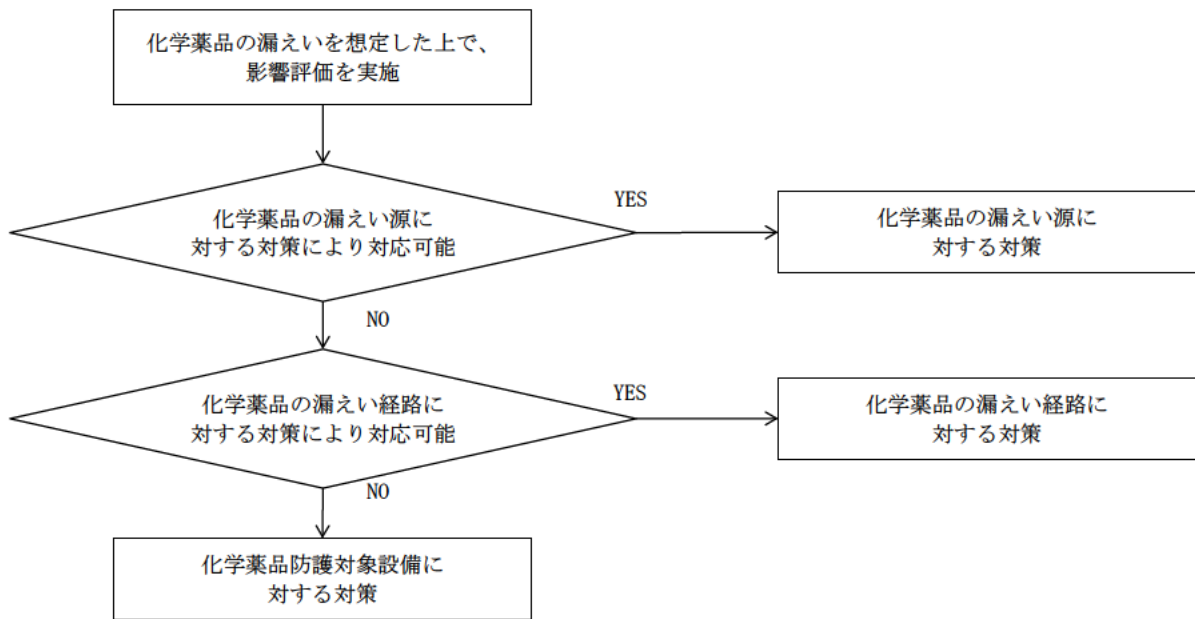 化学薬品の漏えいを想定した上で、
影響評価を実施
化学薬品の漏えい源に
対する対策により対応可能
YES
化学薬品の漏えい源に
対する対策
NO
化学薬品の漏えい経路に
対する対策により対応可能
YES
化学薬品の漏えい経路に
対する対策
NO
化学薬品防護対象設備に
対する対策